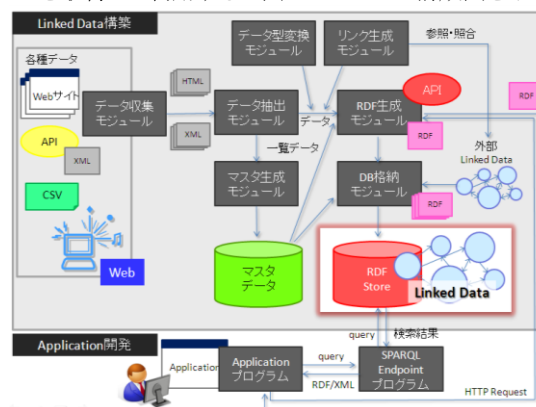 Linked Data構築
各種データ
Webサイト
API
XML
CSV
Web
データ収集
モジュール
HTML
XML
データ型変換
モジュール
リンク生成
モジュール
参照・照合
データ抽出
モジュール
データ
RDF生成
モジュール
API
RDF
RDF
一覧データ
外部
Linked Data
マスタ生成
モジュール
DB格納
モジュール
RDF
マスタ
データ
RDF
Store
Linked Data
query
検索結果
Application開発
Application
Application
プログラム
query
RDF/XML
SPARQL
Endpoint
プログラム
HTTP Request